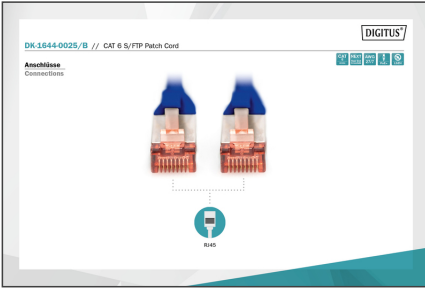 DIGITUS®
DK-1644-0025/B // CAT 6 S/FTP Patch Cord
Anschlüsse
Connections
RJ45